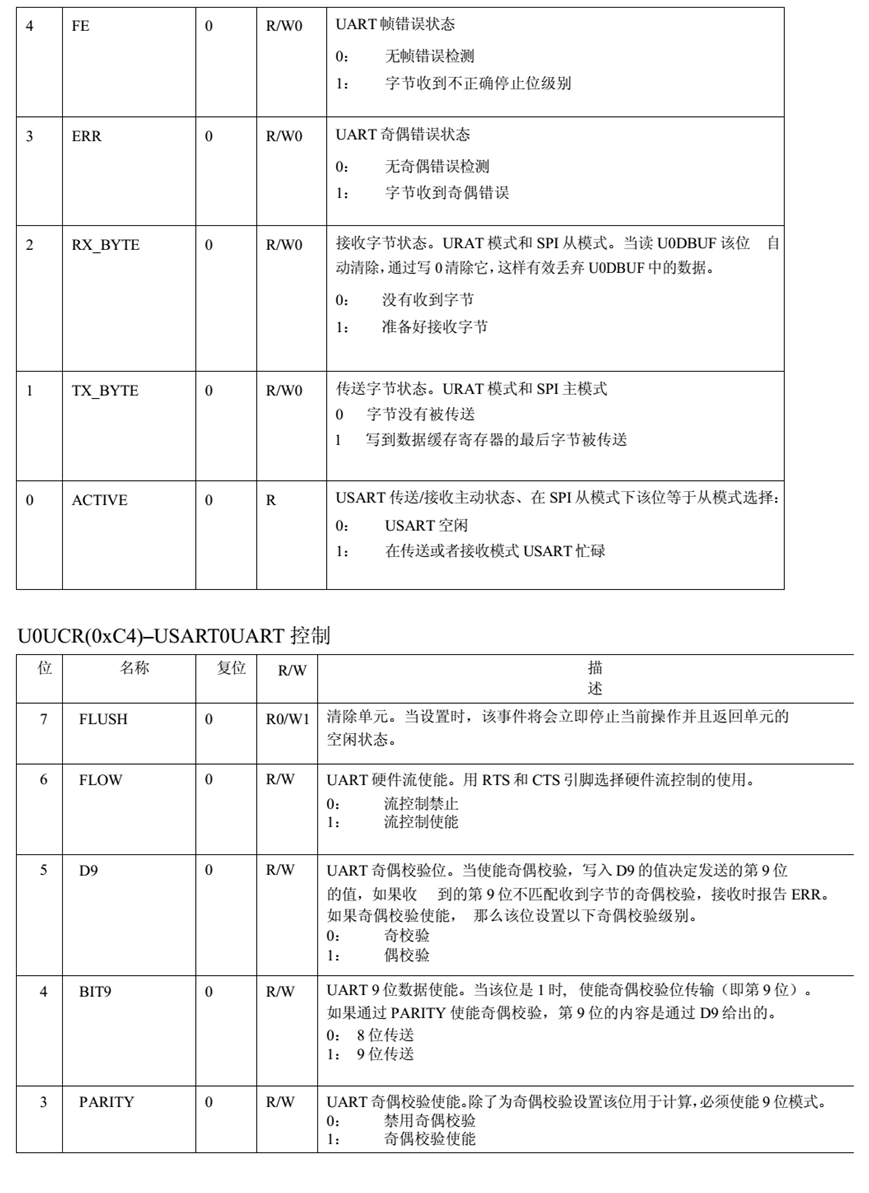 4 FE 0 R/W0 UART 帧错误状态
0: 无帧错误检测
1: 字节收到不正确停止位级别
3 ERR 0 R/W0 UART 奇偶错误状态
0: 无奇偶错误检测
1: 字节收到奇偶错误
2 RX_BYTE 0 R/W0 接收字节状态。URAT 模式和 SPI 从模式。当读 U0DBUF 该位 自
动清除，通过写 0 清除它，这样有效丢弃 U0DBUF 中的数据。
0: 没有收到字节
1: 准备好接收字节
1 TX_BYTE 0 R/W0 传送字节状态。URAT 模式和 SPI 主模式
0 字节没有被传送
1 写到数据缓存寄存器的最后字节被传送
0 ACTIVE 0 R USART 传送/接收主动状态、在 SPI 从模式下该位等于从模式选择:
0: USART 空闲
1: 在传送或者接收模式 USART 忙碌
U0UCR(0xC4)–USART0UART 控制
位 名称 复位 R/W 描
述
7 FLUSH 0 R0/W1 清除单元。当设置时，该事件将会立即停止当前操作并且返回单元的
空闲状态。
6 FLOW 0 R/W UART 硬件流使能。用 RTS 和 CTS 引脚选择硬件流控制的使用。
0: 流控制禁止
1: 流控制使能
5 D9 0 R/W UART 奇偶校验位。当使能奇偶校验，写入 D9 的值决定发送的第 9 位
的值，如果收 到的第 9 位不匹配收到字节的奇偶校验，接收时报告 ERR。
如果奇偶校验使能， 那么该位设置以下奇偶校验级别。
0: 奇校验
1: 偶校验
4 BIT9 0 R/W UART 9 位数据使能。当该位是 1 时, 使能奇偶校验位传输（即第 9 位）。
如果通过 PARITY 使能奇偶校验，第 9 位的内容是通过 D9 给出的。
0: 8 位传送
1: 9 位传送
3 PARITY 0 R/W UART 奇偶校验使能。除了为奇偶校验设置该位用于计算，必须使能 9 位模式。
0: 禁用奇偶校验
1: 奇偶校验使能